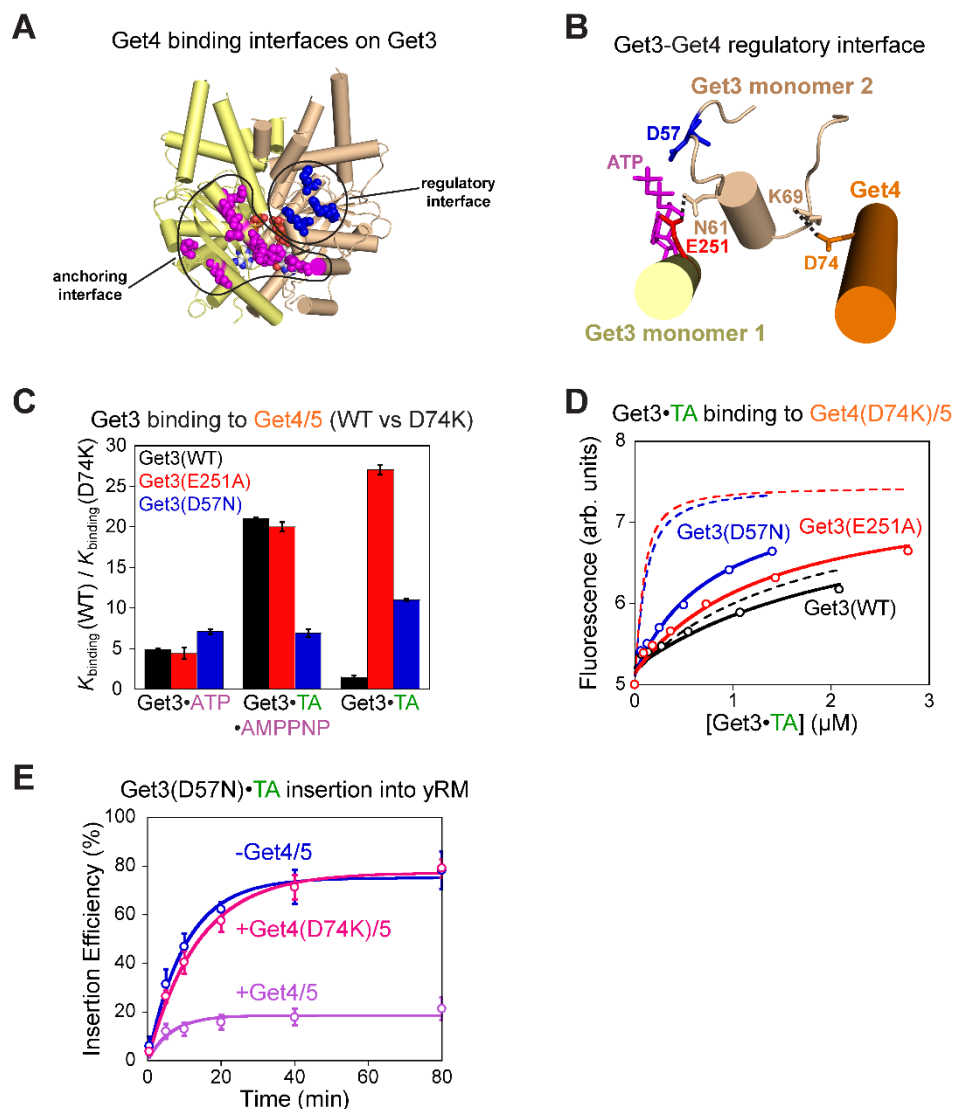 A
Get4 binding interfaces on Get3
regulatory
interface
anchoring
interface
B
Get3-Get4 regulatory interface
Get3 monomer 2
D57
ATP
K69
Get4
N61
E251
D74
Get3 monomer 1
C
Get3 binding to Get4/5 (WT vs D74K)
Kbinding(WT) / Kbinding(D74K)
30
25
20
15
10
5
0
Get3(WT)
Get3(E251A)
Get3(D57N)
Get3•ATP
Get3•TA
•AMPPNP
Get3•TA
D
Get3•TA binding to Get4(D74K)/5
Fluorescence (arb. units)
8
7
6
5
Get3(D57N)
Get3(E251A)
Get3(WT)
0
1
2
3
[Get3•TA] (µM)
E
Get3(D57N)•TA insertion into yRM
Insertion Efficiency (%)
100
80
60
40
20
0
-Get4/5
+Get4(D74K)/5
+Get4/5
0
20
40
60
80
Time (min)